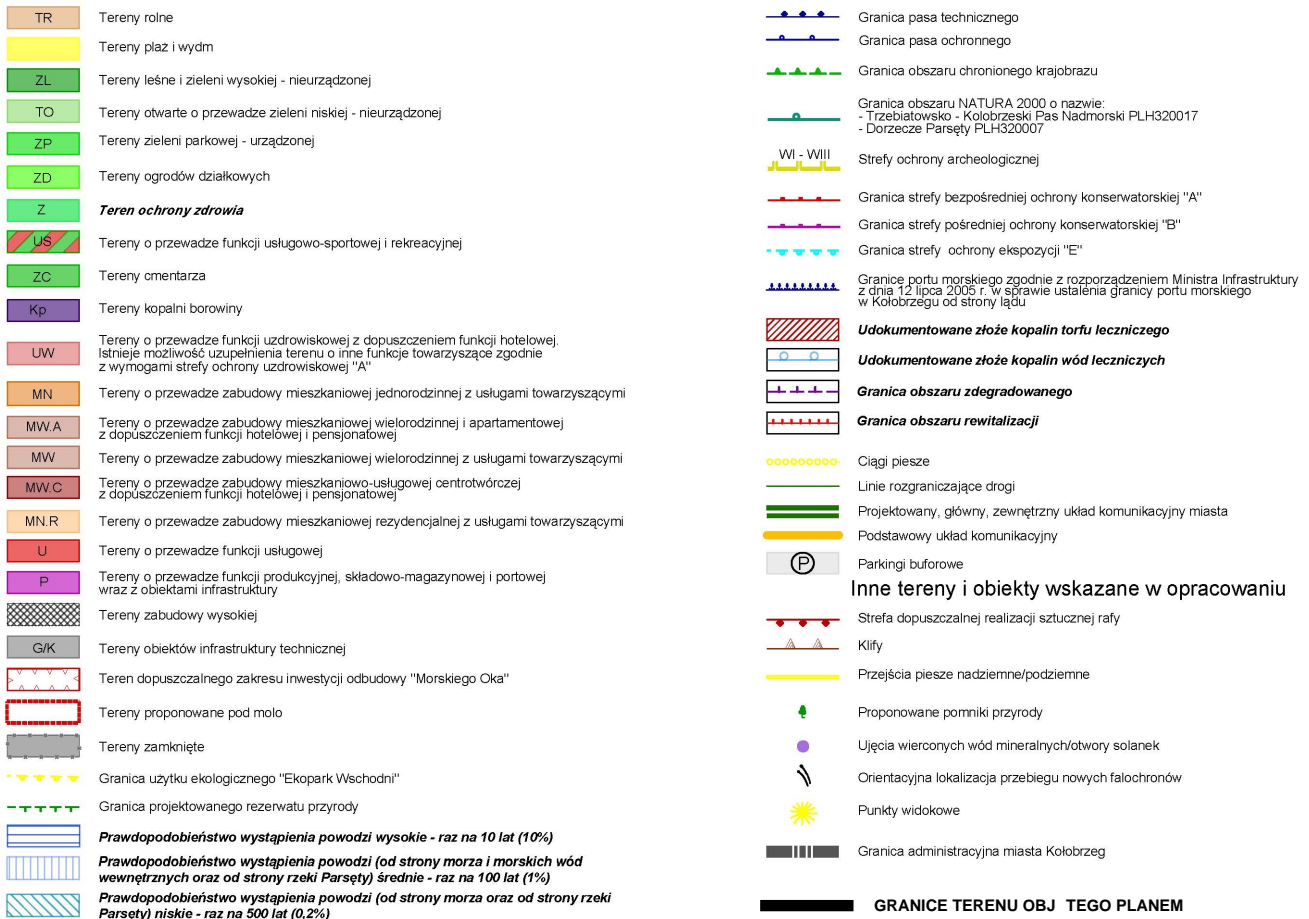 TR Tereny rolne
Tereny plaż i wydm
ZL Tereny leśne i zieleni wysokiej - nieurządzonej
TO Tereny otwarte o przewadze zieleni niskiej - nieurządzonej
ZP Tereny zieleni parkowej - urządzonej
ZD Tereny ogrodów działkowych
Z Teren ochrony zdrowia
US Tereny o przewadze funkcji usługowo-sportowej i rekreacyjnej
ZC Tereny cmentarza
Kp Tereny kopalni borowiny
Tereny o przewadze funkcji uzdrowiskowej z dopuszczeniem funkcji hotelowej.
UW Istnieje możliwość uzupełnienia terenu o inne funkcje towarzyszące zgodnie
z wymogami strefy ochrony uzdrowiskowej "A"
MN Tereny o przewadze zabudowy mieszkaniowej jednorodzinnej z usługami towarzyszącymi
MW.A Tereny o przewadze zabudowy mieszkaniowej wielorodzinnej i apartamentowej
z dopuszczeniem funkcji hotelowej i pensjonatowej
MW Tereny o przewadze zabudowy mieszkaniowej wielorodzinnej z usługami towarzyszącymi
MW.C Tereny o przewadze zabudowy mieszkaniowo-usługowej centrotwórczej
z dopuszczeniem funkcji hotelowej i pensjonatowej
MN.R Tereny o przewadze zabudowy mieszkaniowej rezydencjalnej z usługami towarzyszącymi
U Tereny o przewadze funkcji usługowej
P Tereny o przewadze funkcji produkcyjnej, składowo-magazynowej i portowej
wraz z obiektami infrastruktury
Tereny zabudowy wysokiej
G/K Tereny obiektów infrastruktury technicznej
Teren dopuszczalnego zakresu inwestycji odbudowy "Morskiego Oka"
Tereny proponowane pod molo
Tereny zamknięte
Granica użytku ekologicznego "Ekopark Wschodni"
Granica projektowanego rezerwatu przyrody
Prawdopodobieństwo wystąpienia powodzi wysokie - raz na 10 lat (10%)
Prawdopodobieństwo wystąpienia powodzi (od strony morza i morskich wód
wewnętrznych oraz od strony rzeki Parsęty) średnie - raz na 100 lat (1%)
Prawdopodobieństwo wystąpienia powodzi (od strony morza oraz od strony rzeki
Parsęty) niskie - raz na 500 lat (0,2%)
Granica pasa technicznego
Granica pasa ochronnego
Granica obszaru chronionego krajobrazu
Granica obszaru NATURA 2000 o nazwie:
- Trzebiatowsko - Kolobrzeski Pas Nadmorski PLH320017
- Dorzecze Parsęty PLH320007
WI - WIII Strefy ochrony archeologicznej
Granica strefy bezpośredniej ochrony konserwatorskiej "A"
Granica strefy pośredniej ochrony konserwatorskiej "B"
Granica strefy ochrony ekspozycji "E"
Granice portu morskiego zgodnie z rozporządzeniem Ministra Infrastruktury
z dnia 12 lipca 2005 r. w sprawie ustalenia granicy portu morskiego
w Kołobrzegu od strony lądu
Udokumentowane złoże kopalin torfu leczniczego
Udokumentowane złoże kopalin wód leczniczych
Granica obszaru zdegradowanego
Granica obszaru rewitalizacji
Ciągi piesze
Linie rozgraniczające drogi
Projektowany, główny, zewnętrzny układ komunikacyjny miasta
Podstawowy układ komunikacyjny
P Parkingi buforowe
Inne tereny i obiekty wskazane w opracowaniu
Strefa dopuszczalnej realizacji sztucznej rafy
Klify
Przejścia piesze nadziemne/podziemne
Proponowane pomniki przyrody
Ujęcia wierconych wód mineralnych/otwory solanek
Orientacyjna lokalizacja przebiegu nowych falochronów
Punkty widokowe
Granica administracyjna miasta Kołobrzeg
GRANICE TERENU OBJ TEGO PLANEM